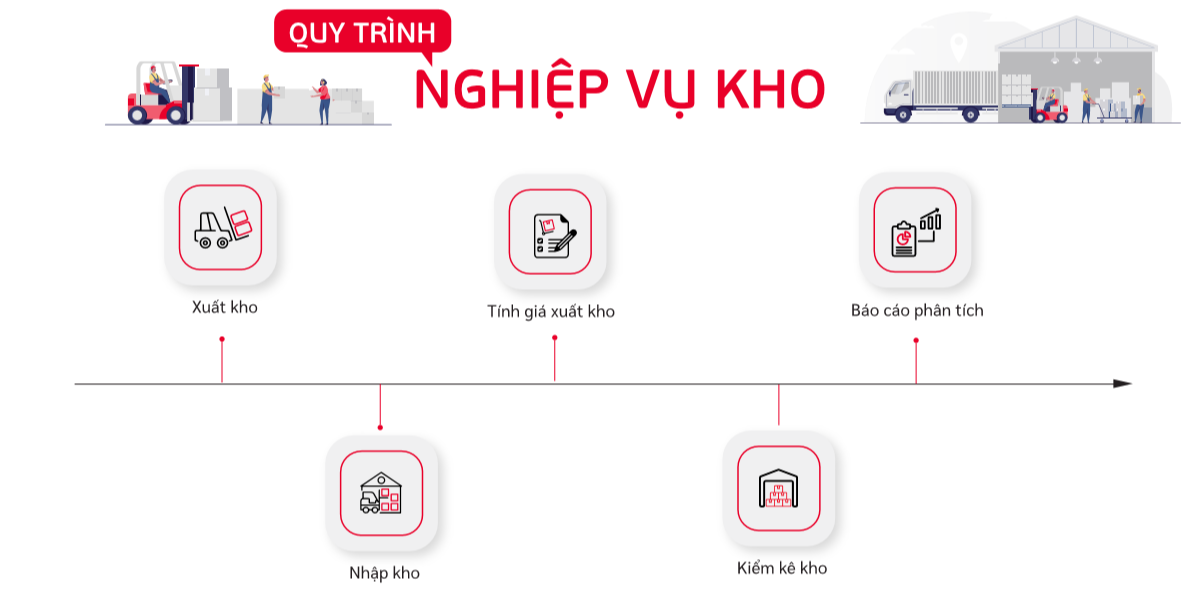 QUY TRÌNH
NGHIỆP VỤ KHO
Xuất kho
Tính giá xuất kho
Báo cáo phân tích
Nhập kho
Kiểm kê kho